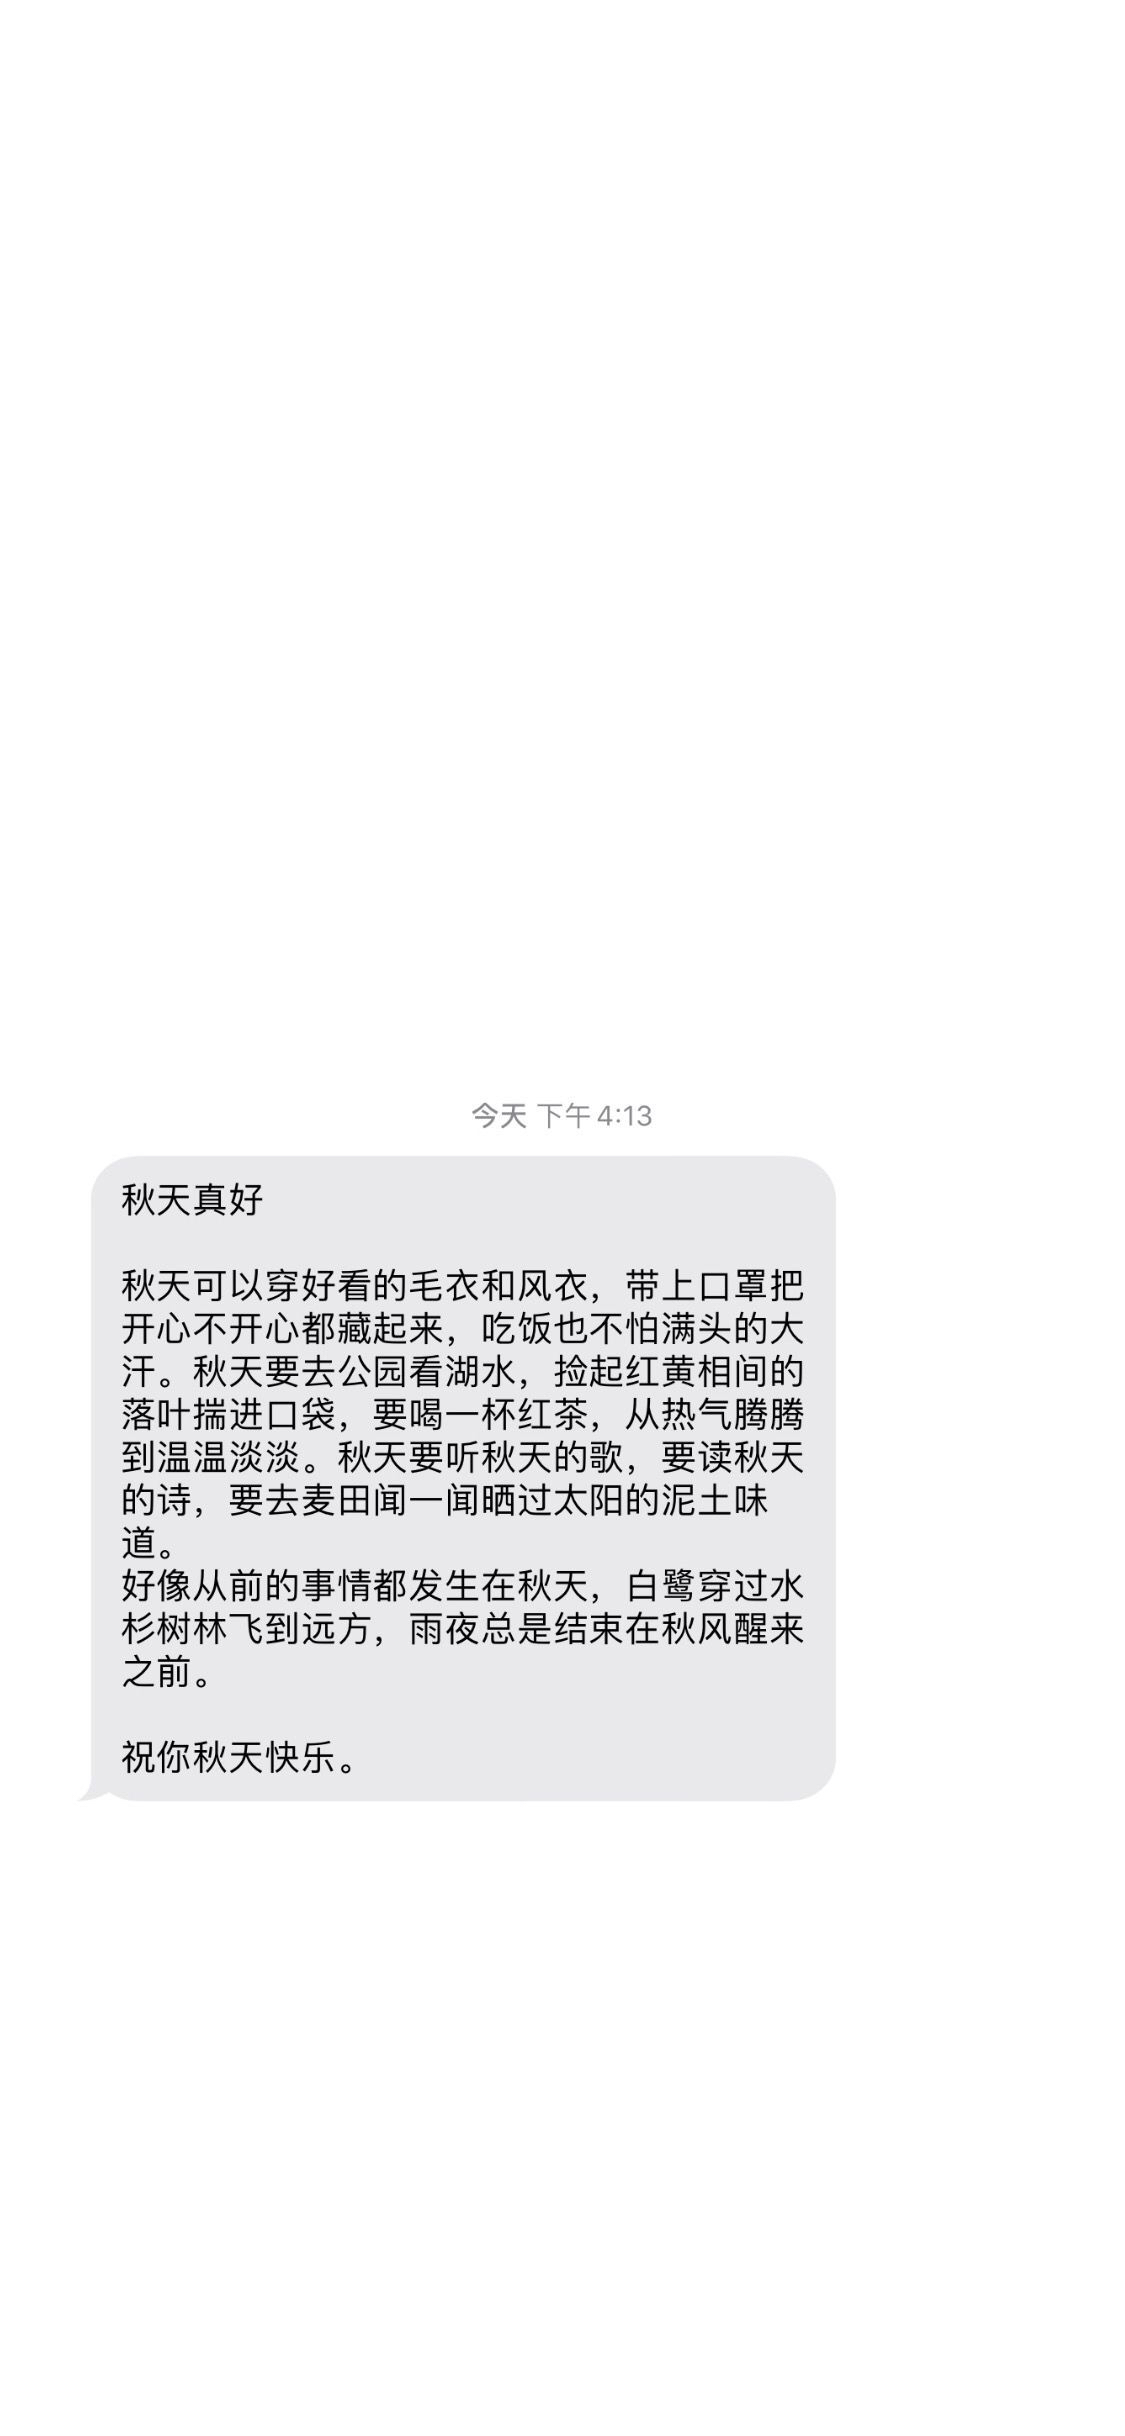 今天 下午 4:13
秋天真好
秋天可以穿好看的毛衣和风衣，带上口罩把
开心不开心都藏起来，吃饭也不怕满头的大
汗。秋天要去公园看湖水，捡起红黄相间的
落叶揣进口袋，要喝一杯红茶，从热气腾腾
到温温淡淡。秋天要听秋天的歌，要读秋天
的诗，要去麦田闻一闻晒过太阳的泥土味
道。
好像从前的事情都发生在秋天，白鹭穿过水
杉树林飞到远方，雨夜总是结束在秋风醒来
之前。
祝你秋天快乐。